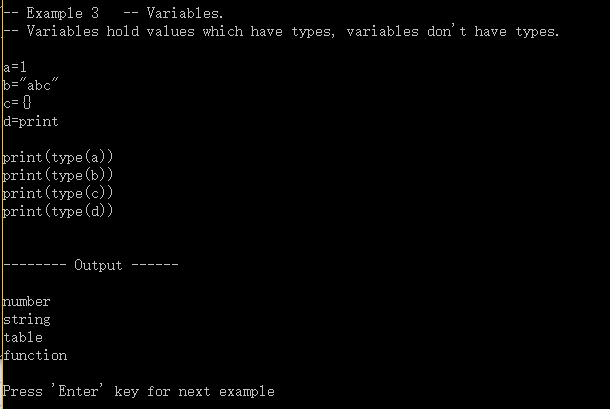 -- Example 3   -- Variables.
-- Variables hold values which have types, variables don't have types.
a=1
b="abc"
c={}
d=print
print(type(a))
print(type(b))
print(type(c))
print(type(d))
-------- Output ------
number
string
table
function
Press 'Enter' key for next example